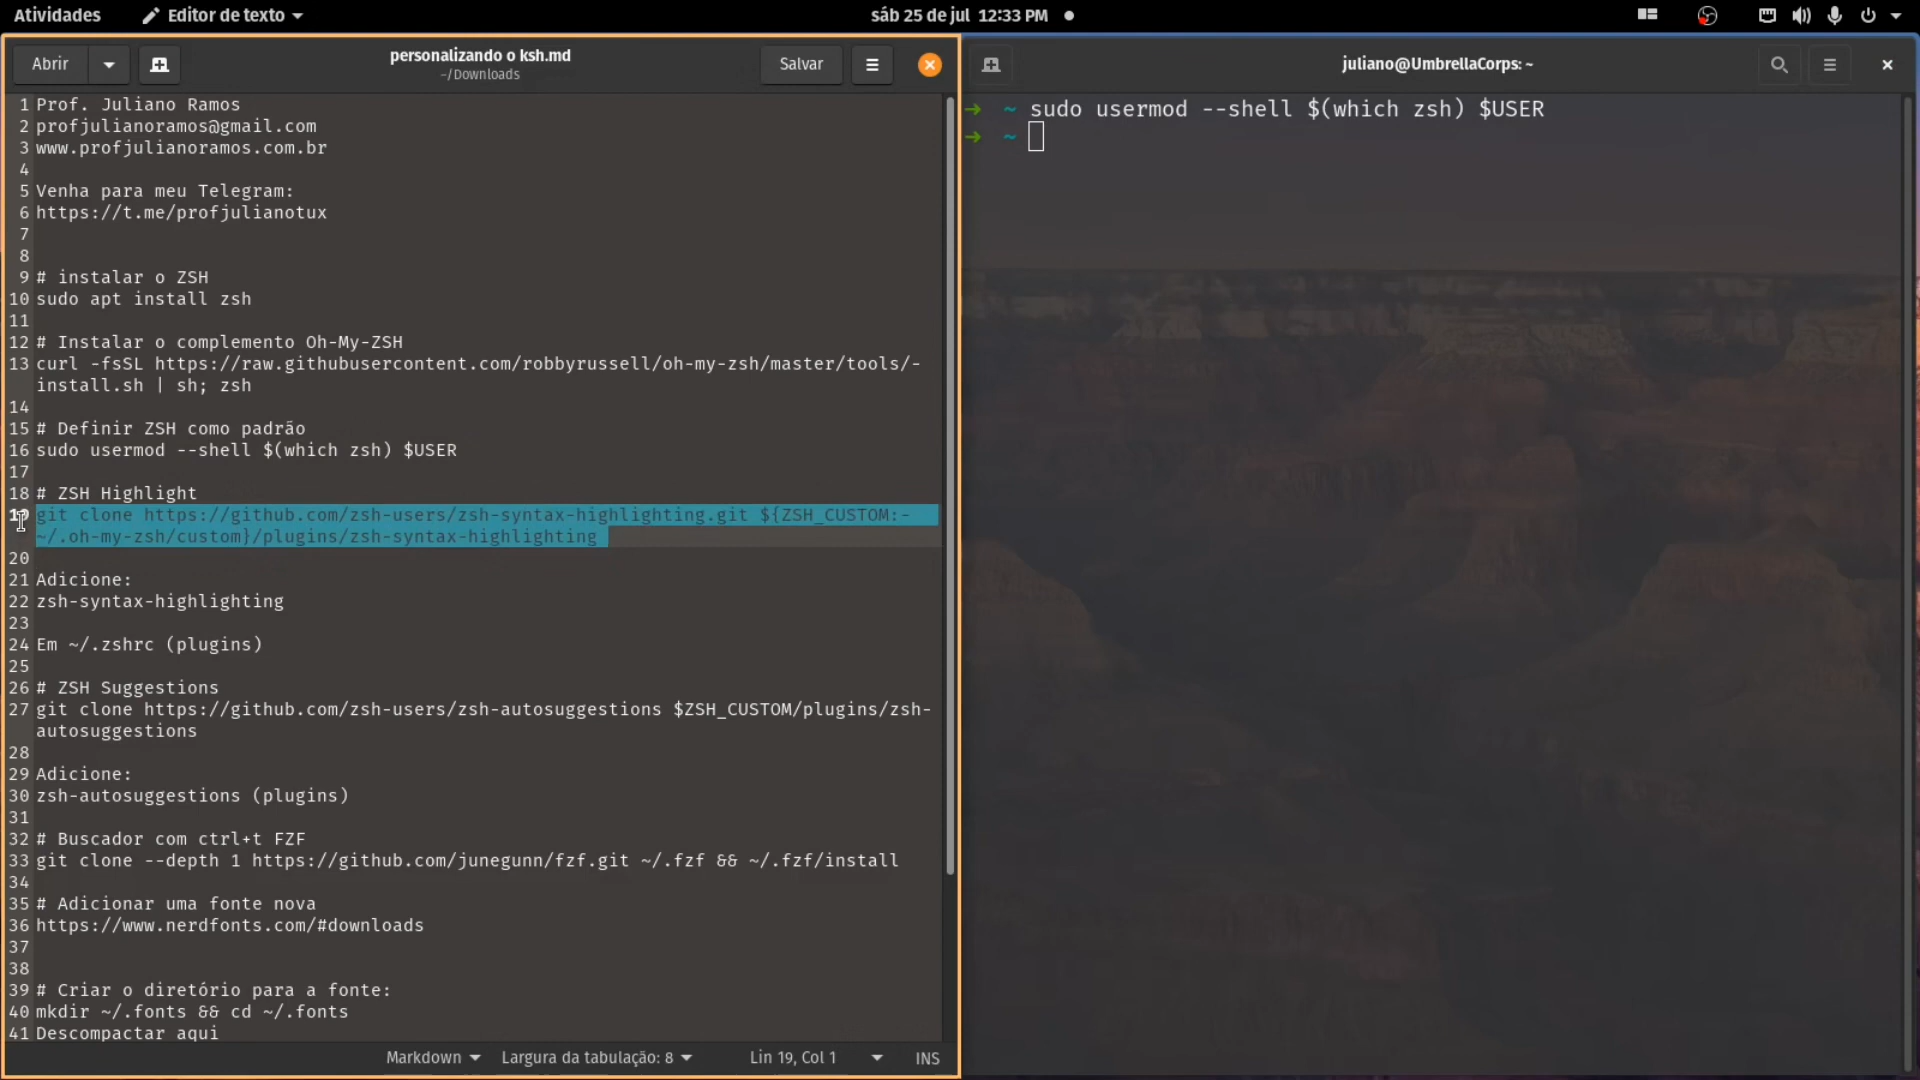 Atividades
Editor de texto
sáb 25 de jul 12:33 PM
Abrir
personalizando o ksh.md
~/Downloads
Salvar
1 Prof. Juliano Ramos
2 profjulianoramos@gmail.com
3 www.profjulianoramos.com.br
4
5 Venha para meu Telegram:
6 https://t.me/profjulianotux
7
8
9 # instalar o ZSH
10 sudo apt install zsh
11
12 # Instalar o complemento Oh-My-ZSH
13 curl -fsSL https://raw.githubusercontent.com/robbyrussell/oh-my-zsh/master/tools/-
install.sh | sh; zsh
14
15 # Definir ZSH como padrão
16 sudo usermod --shell $(which zsh) $USER
17
18 # ZSH Highlight
19 git clone https://github.com/zsh-users/zsh-syntax-highlighting.git ${ZSH_CUSTOM:-
~/.oh-my-zsh/custom}/plugins/zsh-syntax-highlighting
20
21 Adicione:
22 zsh-syntax-highlighting
23
24 Em ~/.zshrc (plugins)
25
26 # ZSH Suggestions
27 git clone https://github.com/zsh-users/zsh-autosuggestions $ZSH_CUSTOM/plugins/zsh-
autosuggestions
28
29 Adicione:
30 zsh-autosuggestions (plugins)
31
32 # Buscador com ctrl+t FZF
33 git clone --depth 1 https://github.com/junegunn/fzf.git ~/.fzf && ~/.fzf/install
34
35 # Adicionar uma fonte nova
36 https://www.nerdfonts.com/#downloads
37
38
39 # Criar o diretório para a fonte:
40 mkdir ~/.fonts && cd ~/.fonts
41 Descompactar aqui
Markdown
Largura da tabulação: 8
Lin 19, Col 1
INS
juliano@UmbrellaCorps: ~
→ ~ sudo usermod --shell $(which zsh) $USER
→ ~